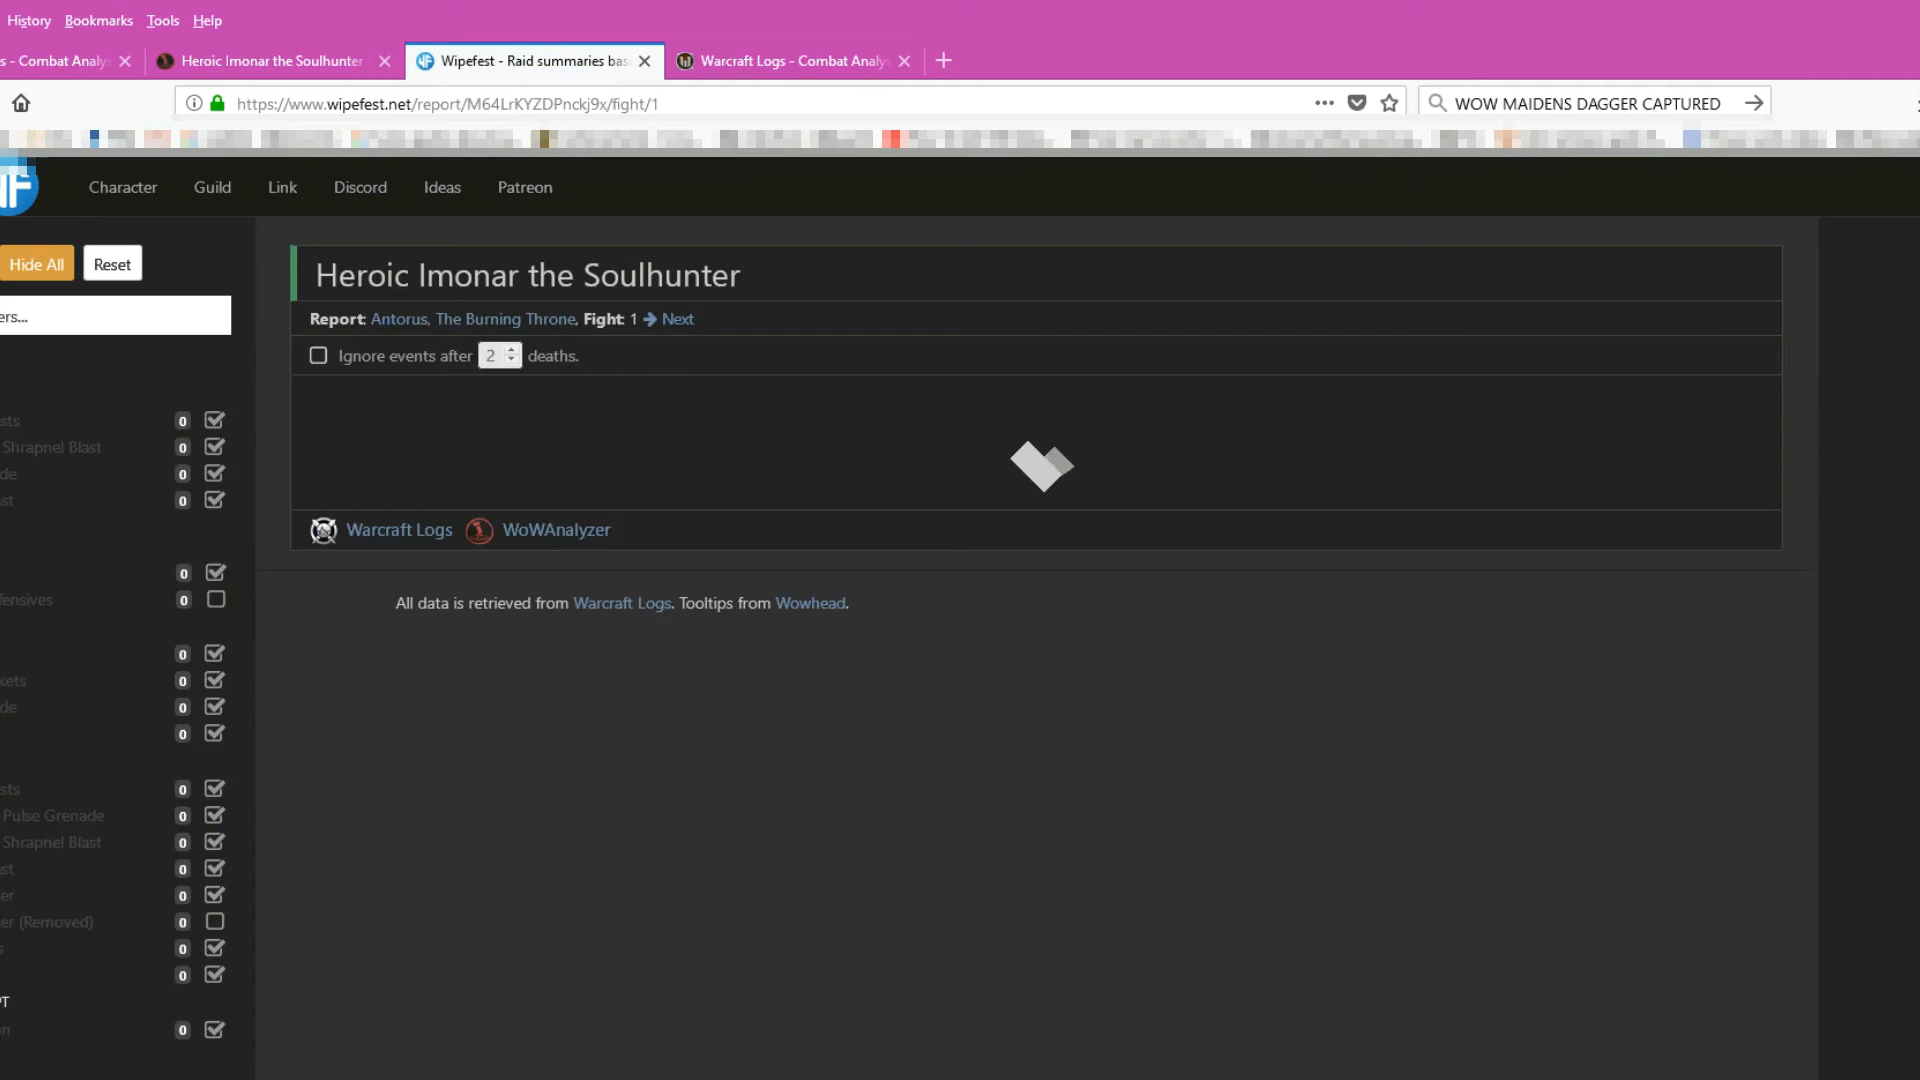 History Bookmarks Tools Help
s - Combat Analys Heroic Imonar the Soulhunter - Wipefest - Raid summaries bas Warcraft Logs - Combat Analys
https://www.wipefest.net/report/M64LrKYZDPnckj9x/fight/1 WOW MAIDENS DAGGER CAPTURED
Character Guild Link Discord Ideas Patreon
Hide All Reset
ers...
Heroic Imonar the Soulhunter
Report: Antorus, The Burning Throne, Fight: 1 Next
Ignore events after 2 deaths.
sts 0
Shrapnel Blast 0
de 0
st 0
Warcraft Logs WoWAnalyzer
0
fensives 0
All data is retrieved from Warcraft Logs. Tooltips from Wowhead.
0
kets 0
de 0
0
sts 0
Pulse Grenade 0
Shrapnel Blast 0
st 0
er 0
er (Removed) 0
s 0
0
PT
on 0